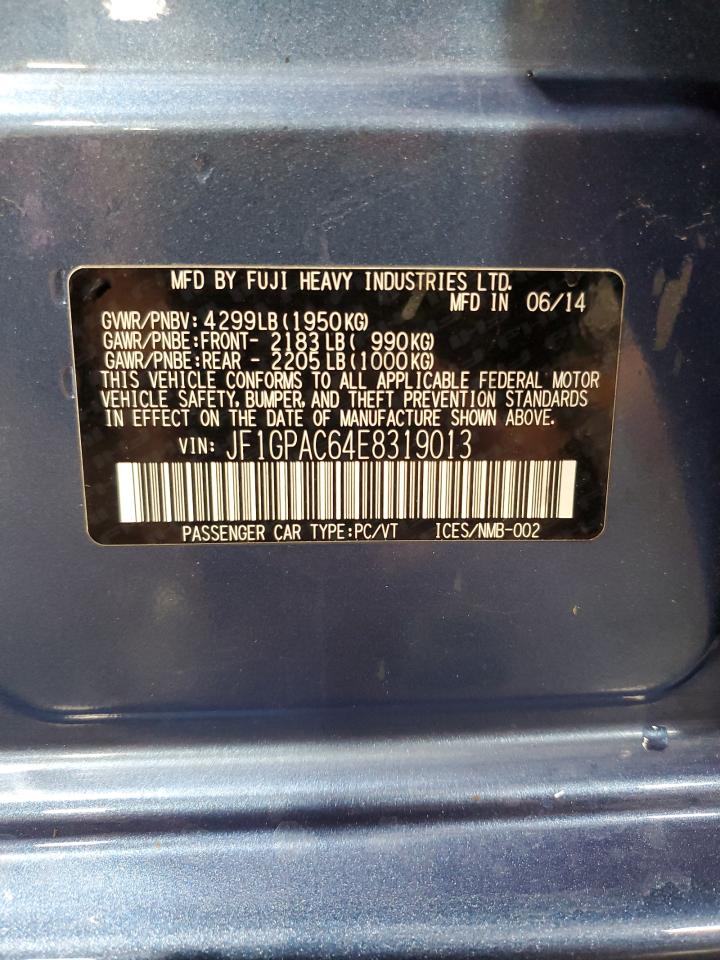 MFD BY FUJI HEAVY INDUSTRIES LTD.
MFD IN 06/14
GVWR/PNBV: 4299LB(1950KG)
GAWR/PNBE:FRONT- 2183LB( 990KG)
GAWR/PNBE:REAR - 2205LB(1000KG)
THIS VEHICLE CONFORMS TO ALL APPLICABLE FEDERAL MOTOR
VEHICLE SAFETY, BUMPER, AND THEFT PREVENTION STANDARDS
IN EFFECT ON THE DATE OF MANUFACTURE SHOWN ABOVE.
VIN: JF1GPAC64E8319013
PASSENGER CAR TYPE:PC/VT ICES/NMB-002